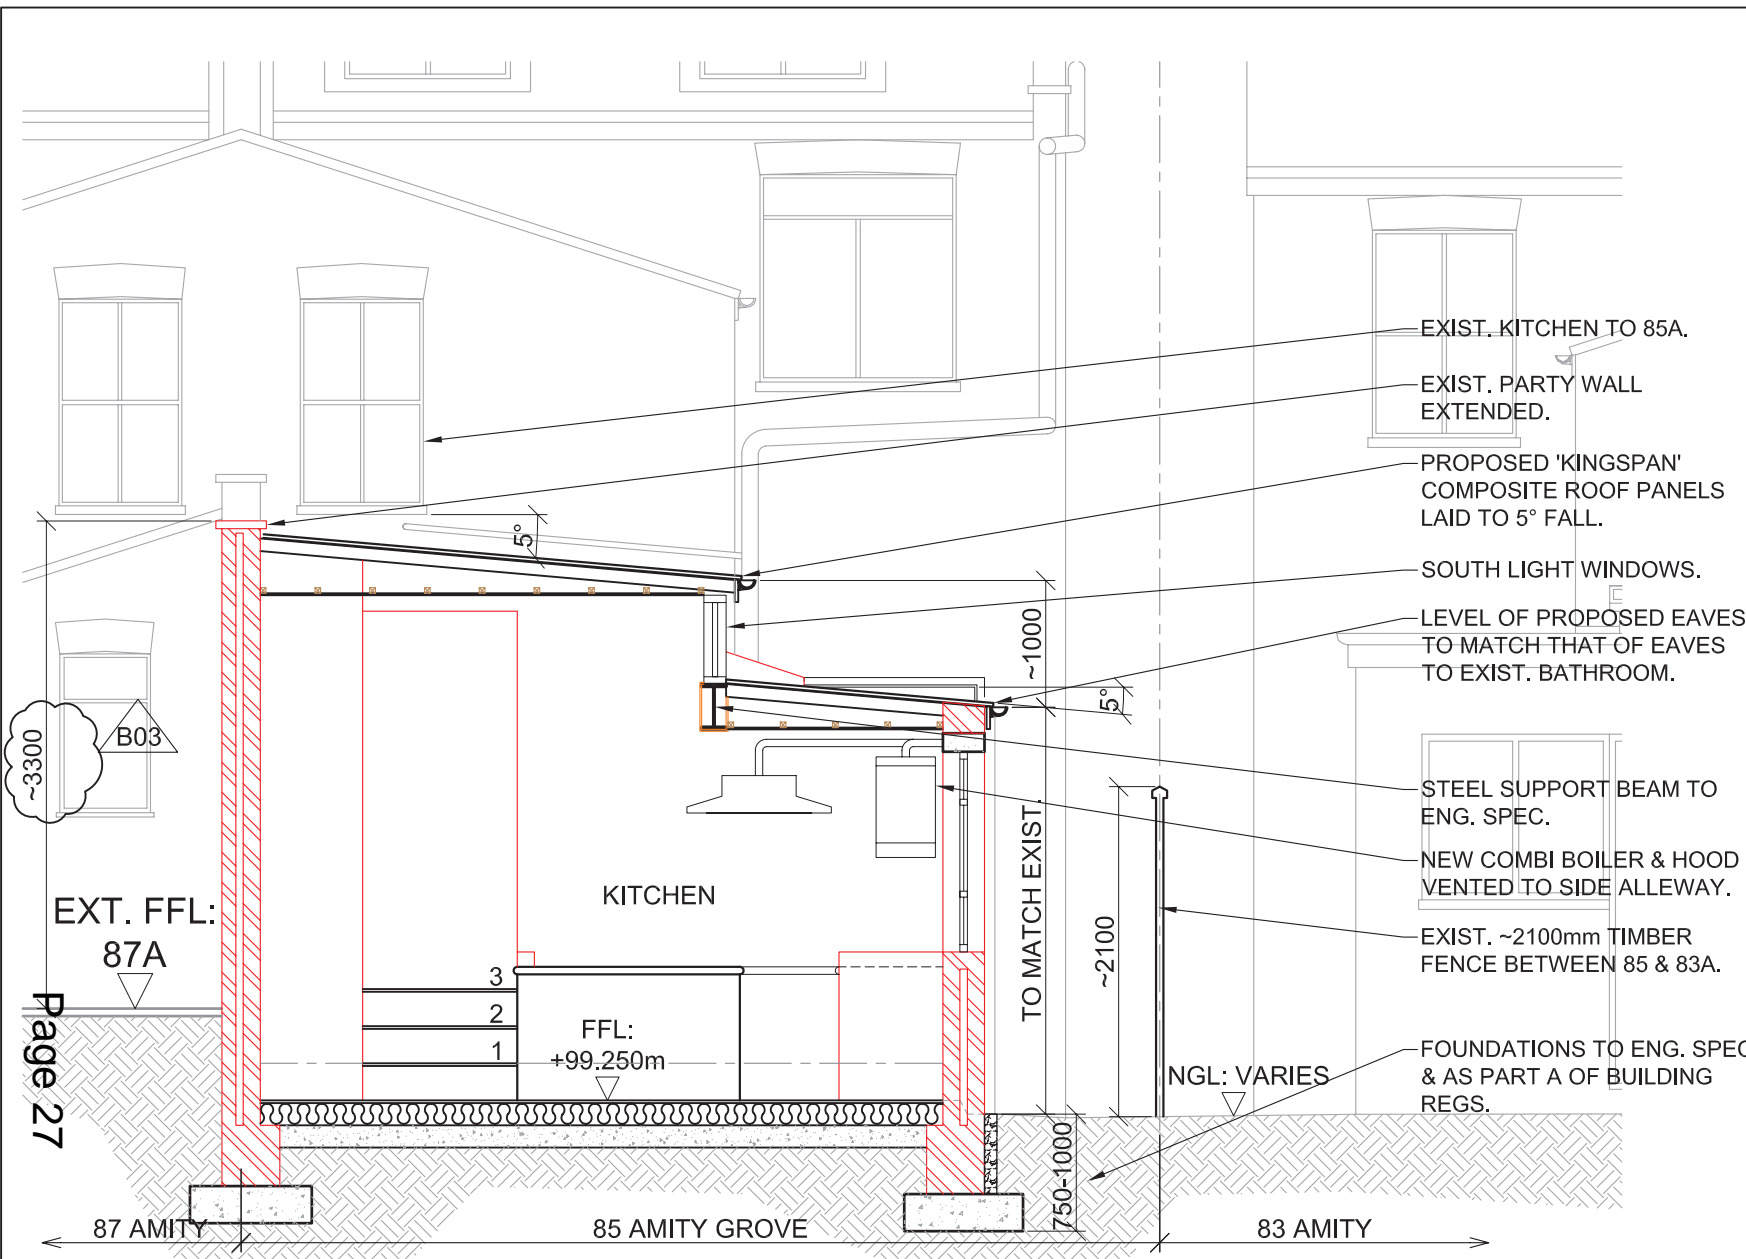 EXIST. KITCHEN TO 85A.
EXIST. PARTY WALL
EXTENDED.
PROPOSED 'KINGSPAN'
COMPOSITE ROOF PANELS
LAID TO 5° FALL.
SOUTH LIGHT WINDOWS.
LEVEL OF PROPOSED EAVES
TO MATCH THAT OF EAVES
TO EXIST. BATHROOM.
STEEL SUPPORT BEAM TO
ENG. SPEC.
NEW COMBI BOILER & HOOD
VENTED TO SIDE ALLEWAY.
EXIST. ~2100mm TIMBER
FENCE BETWEEN 85 & 83A.
FOUNDATIONS TO ENG. SPEC
& AS PART A OF BUILDING
REGS.
5°
5°
~1000
TO MATCH EXIST.
~2100
750-1000
~3300
B03
EXT. FFL:
87A
KITCHEN
3
2
1
FFL:
+99.250m
NGL: VARIES
87 AMITY
85 AMITY GROVE
83 AMITY
Page 27